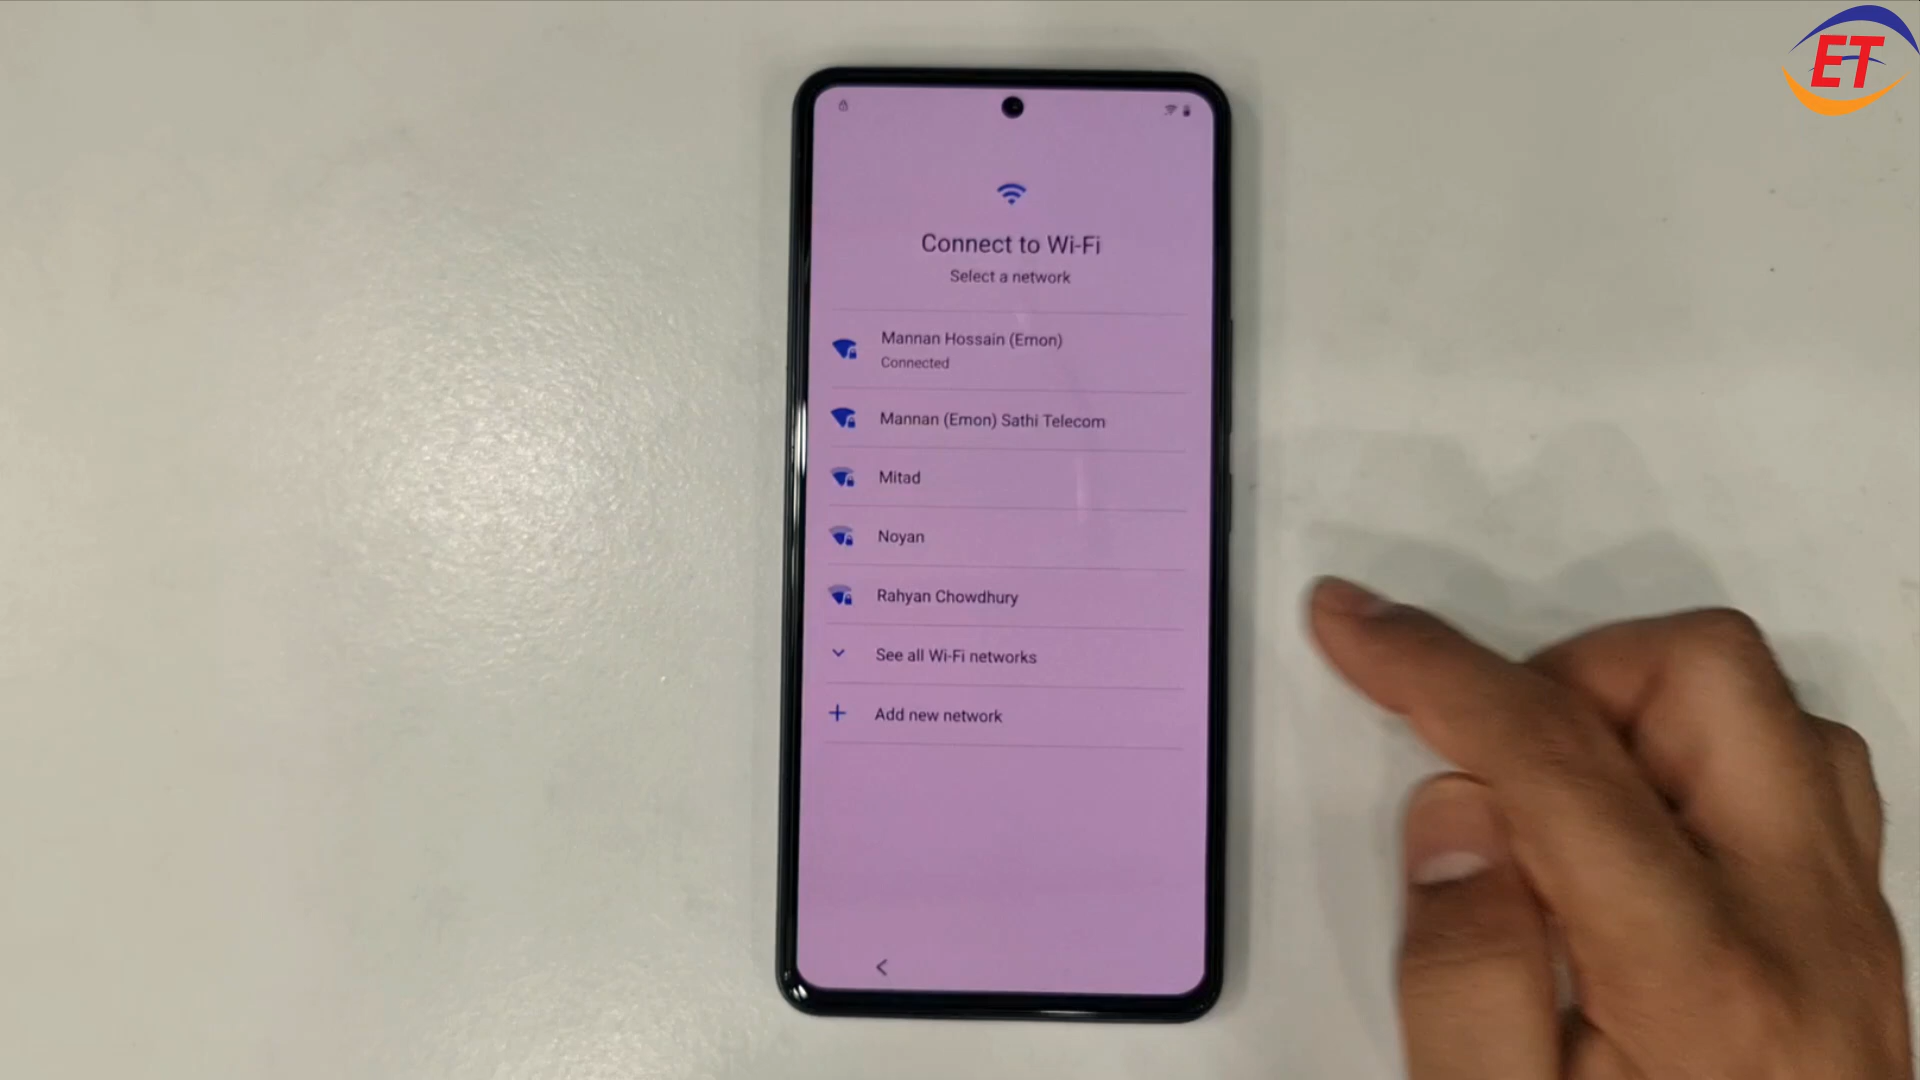 ET
Connect to Wi-Fi
Select a network
Mannan Hossain (Emon)
Connected
Mannan (Emon) Sathi Telecom
Mitad
Noyan
Rahyan Chowdhury
See all Wi-Fi networks
Add new network